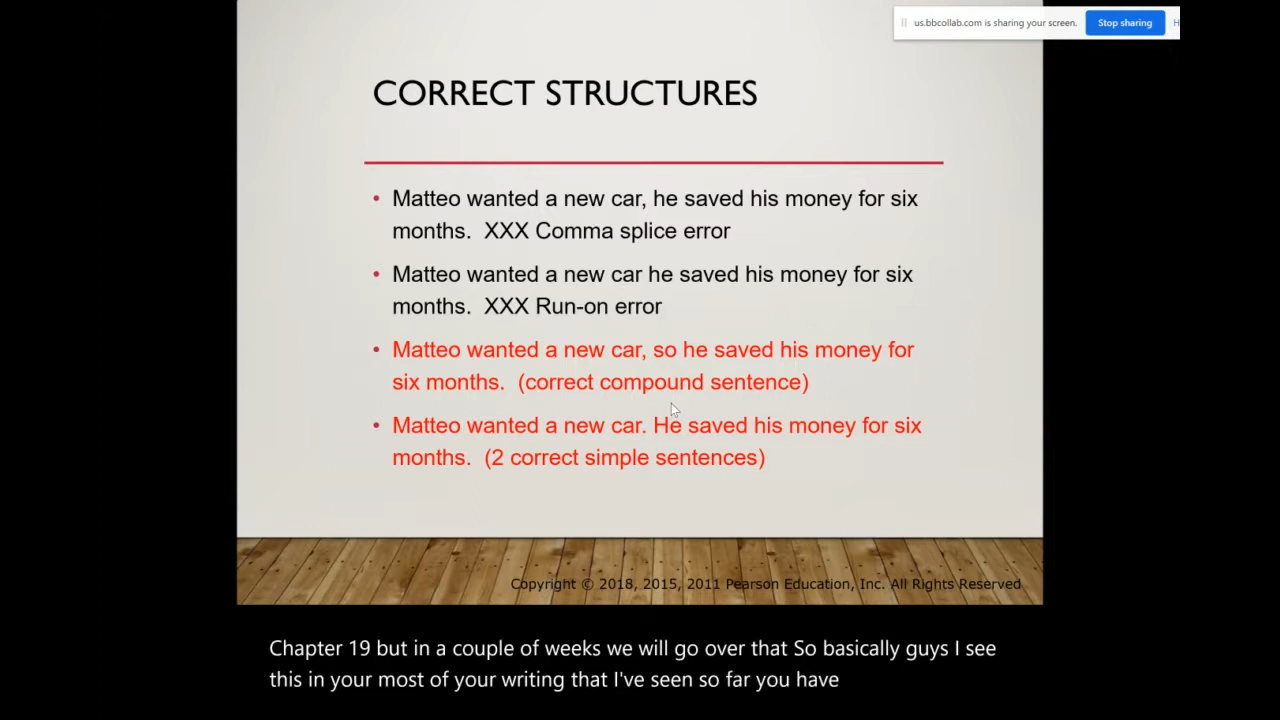 us.bbcollab.com is sharing your screen.
Stop sharing
H
CORRECT STRUCTURES
• Matteo wanted a new car, he saved his money for six
months.  XXX Comma splice error
• Matteo wanted a new car he saved his money for six
months.  XXX Run-on error
• Matteo wanted a new car, so he saved his money for
six months.  (correct compound sentence)
• Matteo wanted a new car. He saved his money for six
months.  (2 correct simple sentences)
Copyright © 2018, 2015, 2011 Pearson Education, Inc. All Rights Reserved
Chapter 19 but in a couple of weeks we will go over that So basically guys I see
this in your most of your writing that I've seen so far you have